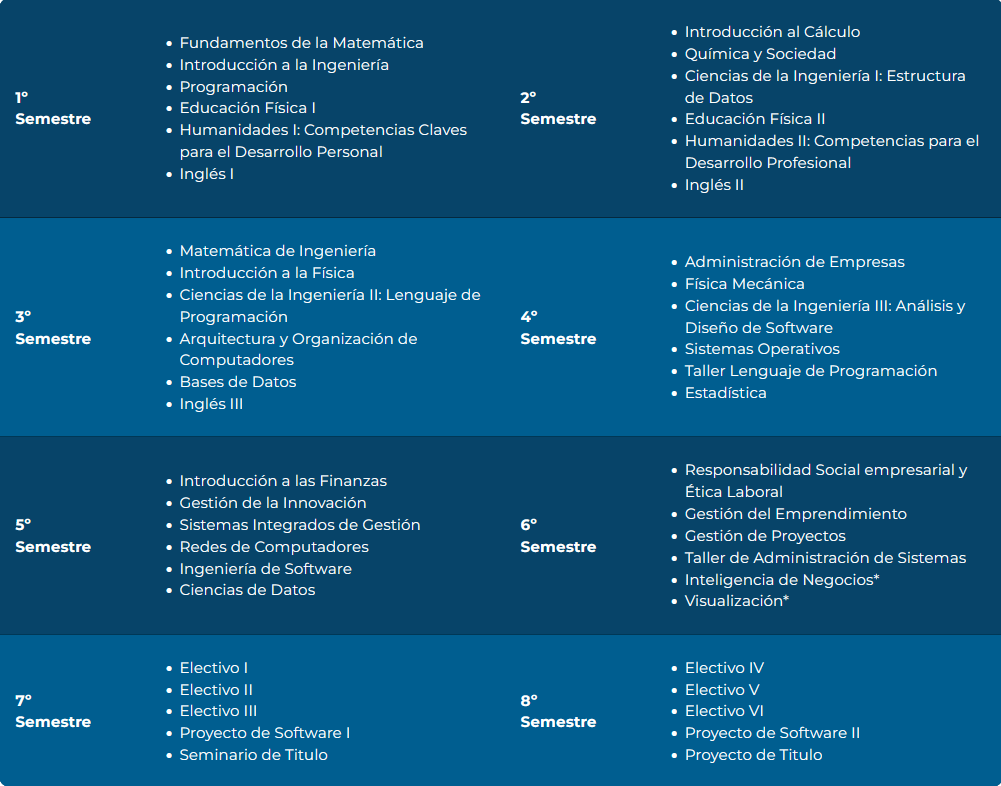 1º
Semestre
• Fundamentos de la Matemática
• Introducción a la Ingeniería
• Programación
• Educación Física I
• Humanidades I: Competencias Claves
para el Desarrollo Personal
• Inglés I
2º
Semestre
• Introducción al Cálculo
• Química y Sociedad
• Ciencias de la Ingeniería I: Estructura
de Datos
• Educación Física II
• Humanidades II: Competencias para el
Desarrollo Profesional
• Inglés II
3º
Semestre
• Matemática de Ingeniería
• Introducción a la Física
• Ciencias de la Ingeniería II: Lenguaje de
Programación
• Arquitectura y Organización de
Computadores
• Bases de Datos
• Inglés III
4º
Semestre
• Administración de Empresas
• Física Mecánica
• Ciencias de la Ingeniería III: Análisis y
Diseño de Software
• Sistemas Operativos
• Taller Lenguaje de Programación
• Estadística
5º
Semestre
• Introducción a las Finanzas
• Gestión de la Innovación
• Sistemas Integrados de Gestión
• Redes de Computadores
• Ingeniería de Software
• Ciencias de Datos
6º
Semestre
• Responsabilidad Social empresarial y
Ética Laboral
• Gestión del Emprendimiento
• Gestión de Proyectos
• Taller de Administración de Sistemas
• Inteligencia de Negocios*
• Visualización*
7º
Semestre
• Electivo I
• Electivo II
• Electivo III
• Proyecto de Software I
• Seminario de Titulo
8º
Semestre
• Electivo IV
• Electivo V
• Electivo VI
• Proyecto de Software II
• Proyecto de Titulo